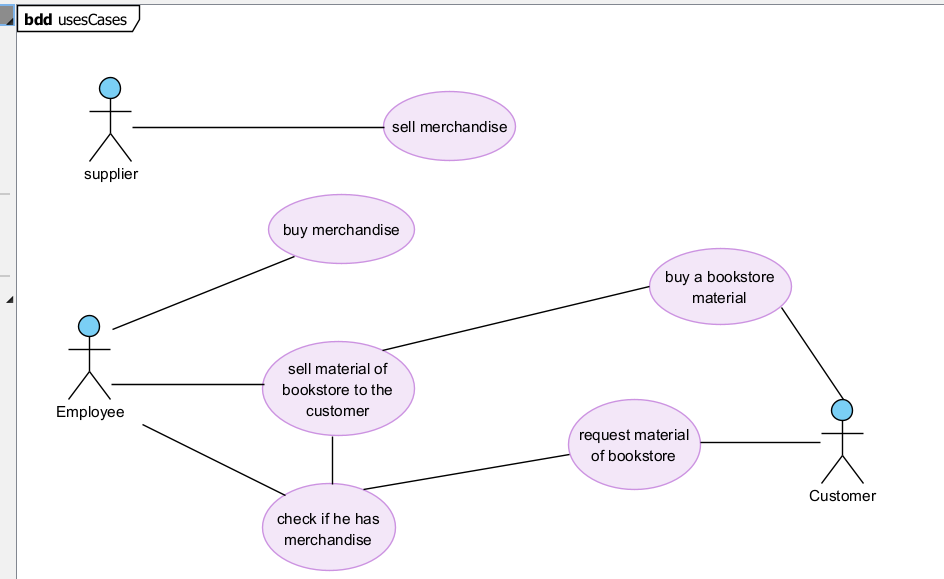 bdd usesCases
sell merchandise
supplier
buy merchandise
buy a bookstore
material
sell material of
bookstore to the
customer
Employee
request material
of bookstore
Customer
check if he has
merchandise